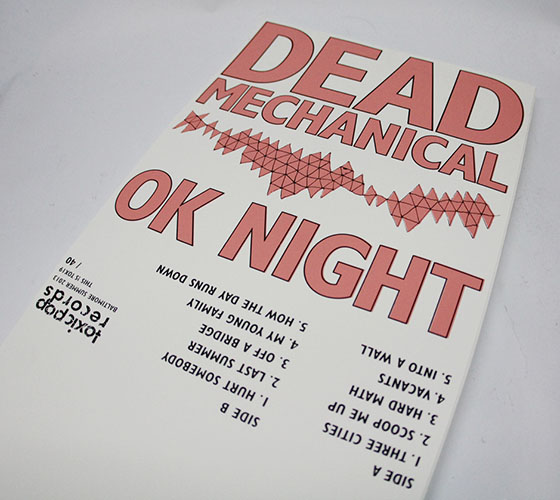 DEAD
MECHANICAL
OK NIGHT
SIDE A
1. THREE CITIES
2. SCOOP ME UP
3. HARD MATH
4. VACANTS
5. INTO A WALL
SIDE B
1. HURT SOMEBODY
2. LAST SUMMER
3. OFF A BRIDGE
4. MY YOUNG FAMILY
5. HOW THE DAY RUNS DOWN
toxicpop
records
BALTIMORE SUMMER 2013
THIS IS TOX19
/ 40